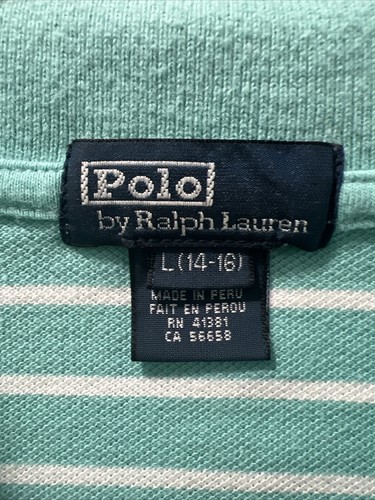 Polo
by Ralph Lauren
L (14-16)
MADE IN PERU
FAIT EN PEROU
RN 41381
CA 56658